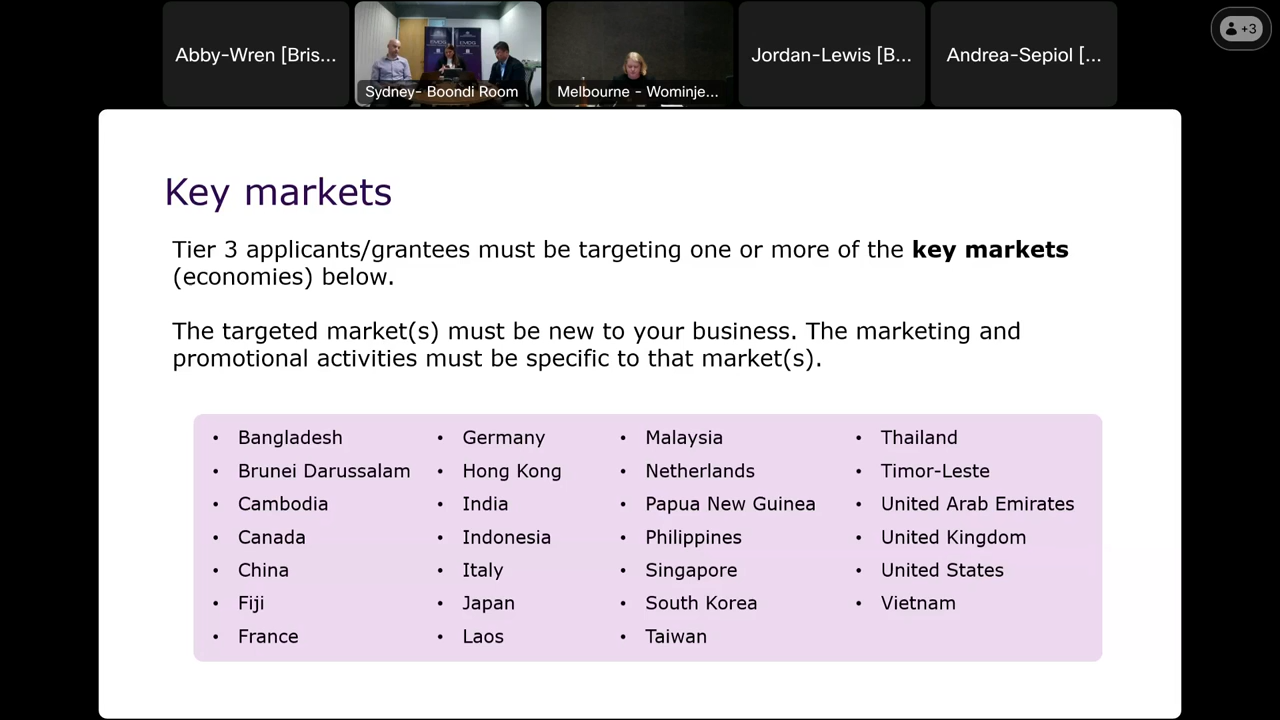 Abby-Wren [Bris...
Sydney- Boondi Room
Melbourne - Wominje...
Jordan-Lewis [B...
Andrea-Sepiol [...
+3
Key markets
Tier 3 applicants/grantees must be targeting one or more of the key markets
(economies) below.
The targeted market(s) must be new to your business. The marketing and
promotional activities must be specific to that market(s).
• Bangladesh
• Brunei Darussalam
• Cambodia
• Canada
• China
• Fiji
• France
• Germany
• Hong Kong
• India
• Indonesia
• Italy
• Japan
• Laos
• Malaysia
• Netherlands
• Papua New Guinea
• Philippines
• Singapore
• South Korea
• Taiwan
• Thailand
• Timor-Leste
• United Arab Emirates
• United Kingdom
• United States
• Vietnam